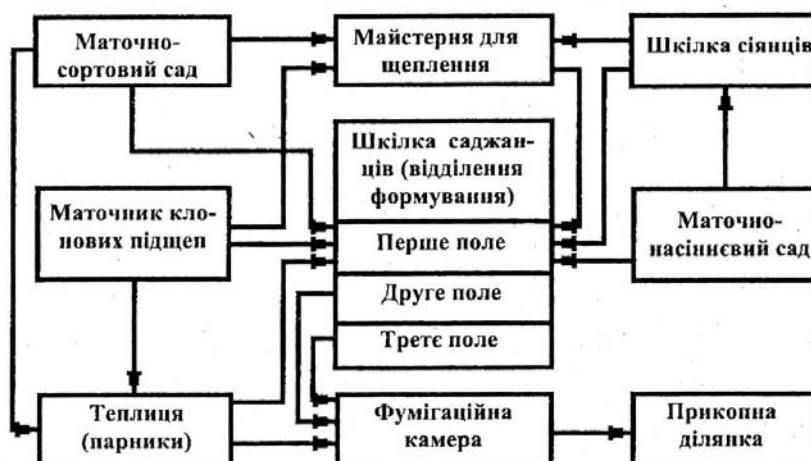 Маточно-
сортовий сад
Майстерня для
щеплення
Шкілка сіянців
Шкілка саджан-
ців (відділення
формування)
Маточник кло-
нових підщеп
Перше поле
Маточно-
насіннєвий сад
Друге поле
Третє поле
Теплиця
(парники)
Фумігаційна
камера
Прикопна
ділянка